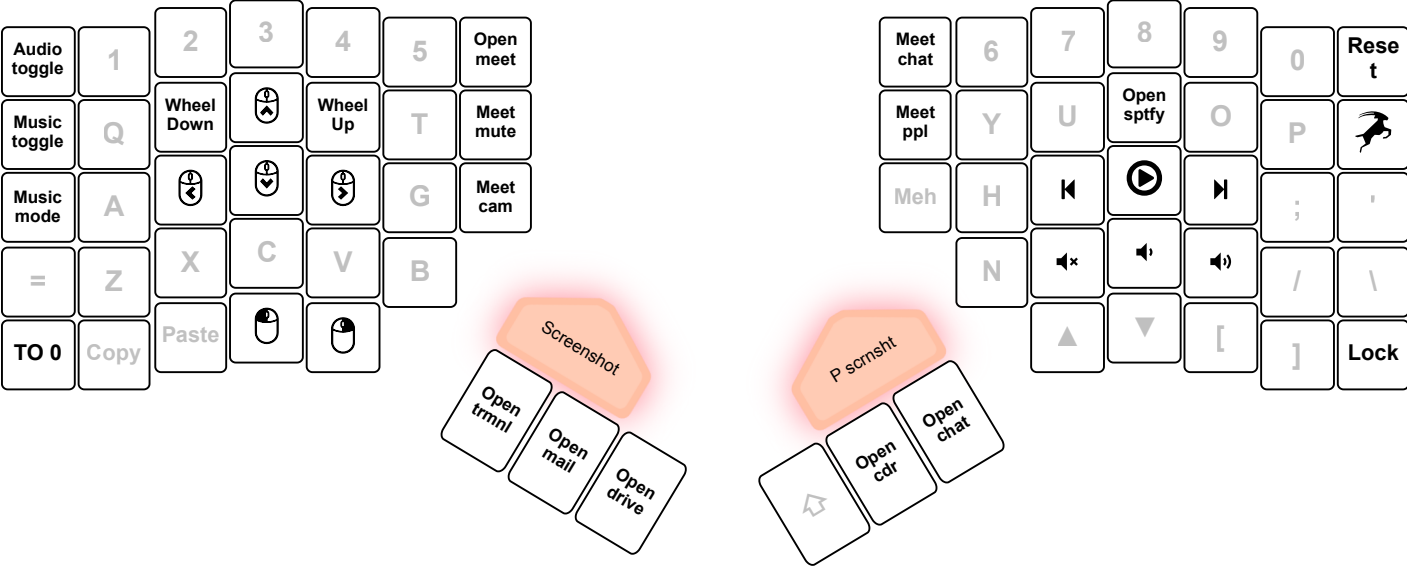 Audio
toggle
1
2
3
4
5
Open
meet
Music
toggle
Q
Wheel
Down
Wheel
Up
T
Meet
mute
Music
mode
A
G
Meet
cam
=
Z
X
C
V
B
TO 0
Copy
Paste
Screenshot
Open
trmnl
Open
mail
Open
drive
Meet
chat
6
7
8
9
0
Rese
t
Meet
ppl
Y
U
Open
sptfy
O
P
Meh
H
;
'
N
/
\
▲
▼
[
]
Lock
P scrnsht
Open
cdr
Open
chat